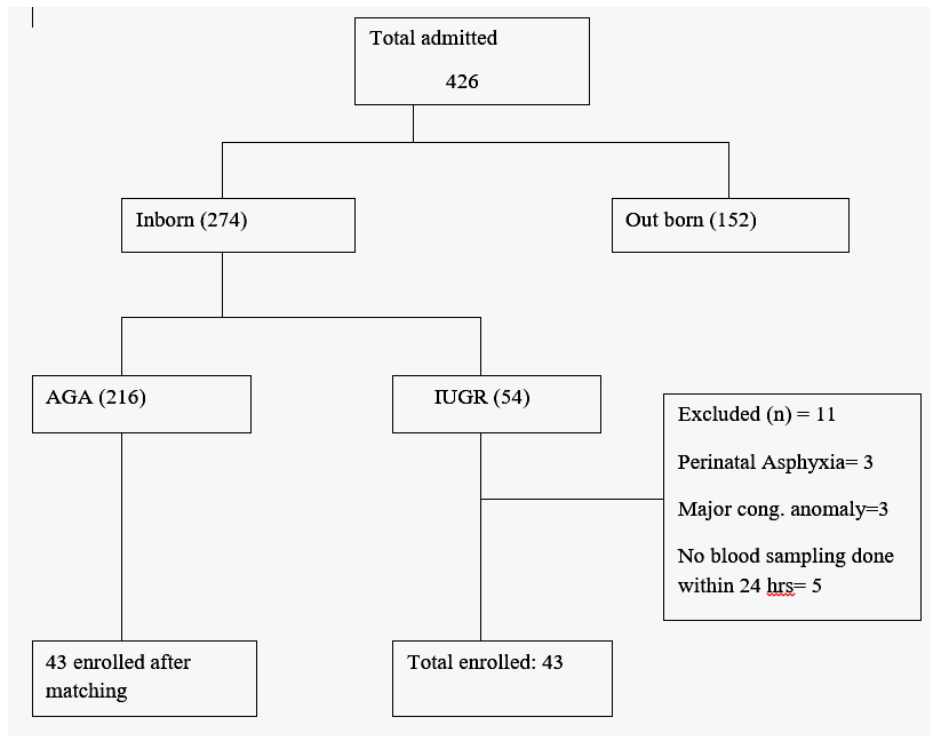 Total admitted
426
Inborn (274)
Out born (152)
AGA (216)
IUGR (54)
Excluded (n) = 11
Perinatal Asphyxia= 3
Major cong. anomaly=3
No blood sampling done
within 24 hrs= 5
43 enrolled after
matching
Total enrolled: 43